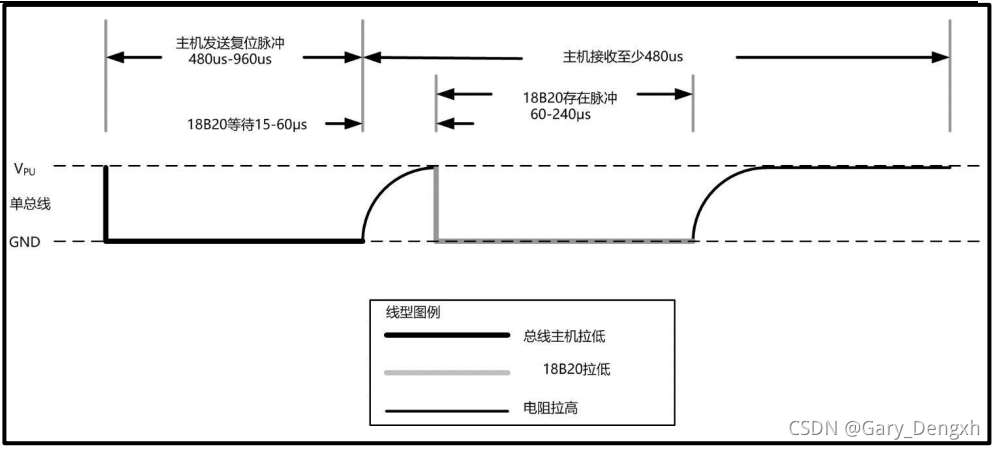 主机发送复位脉冲
480us-960us
主机接收至少480us
18B20存在脉冲
60-240μs
18B20等待15-60μs
VPU
单总线
GND
线型图例
总线主机拉低
18B20拉低
电阻拉高
CSDN @Gary_Dengxh